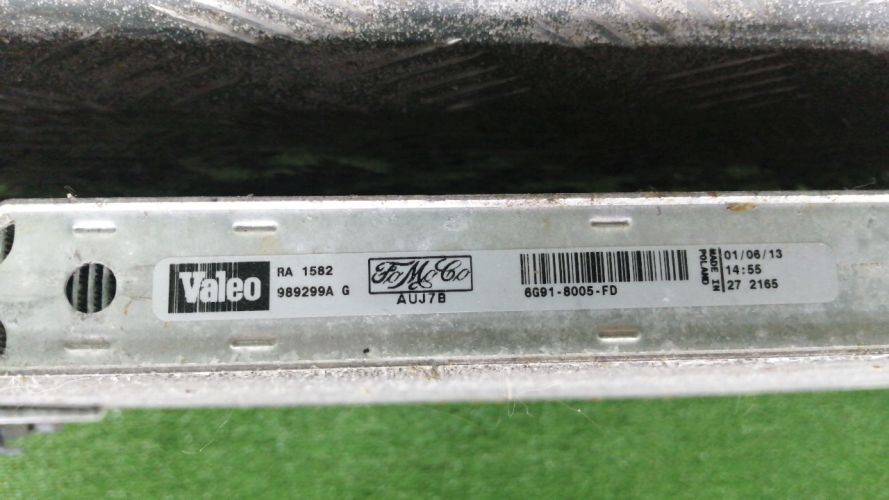 Valeo
RA 1582
989299A G
FoMoCo
AUJ7B
6G91-8005-FD
MADE IN
POLAND
01/06/13
14:55
27 2165